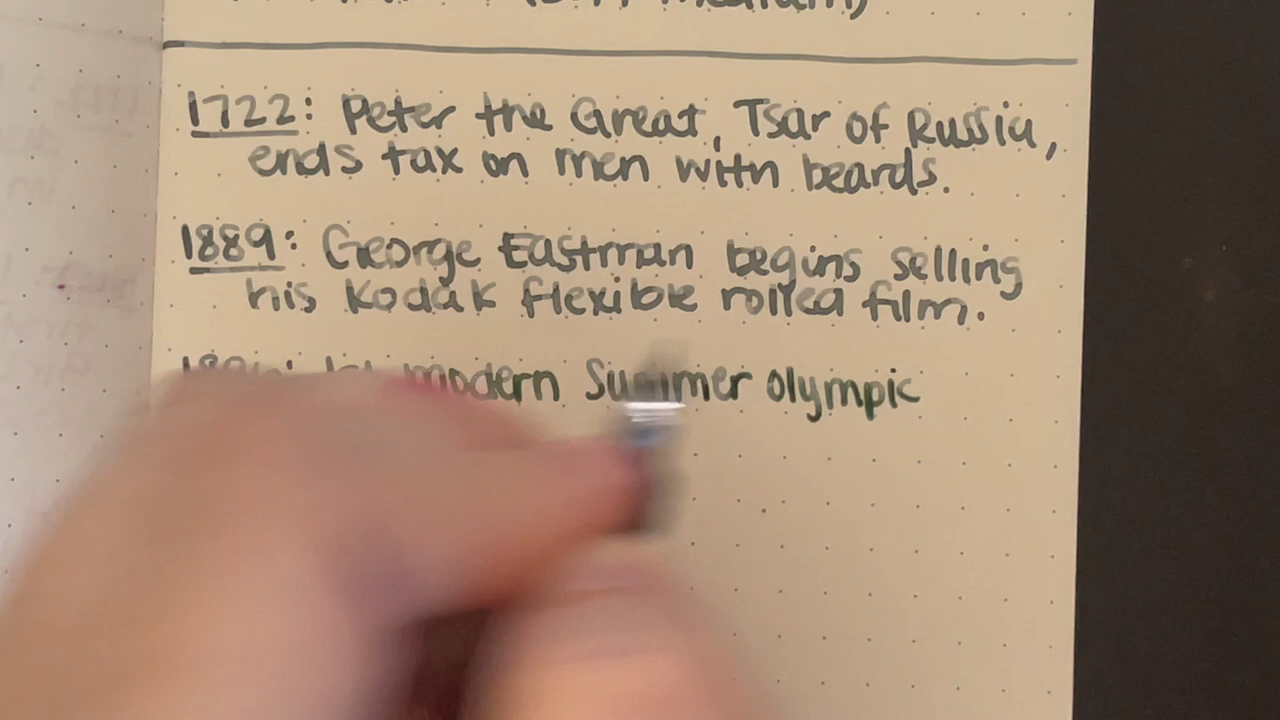 1722: Peter the Great, Tsar of Russia,
ends tax on men with beards.
1889: George Eastman begins selling
his Kodak flexible rolled film.
modern Summer Olympic